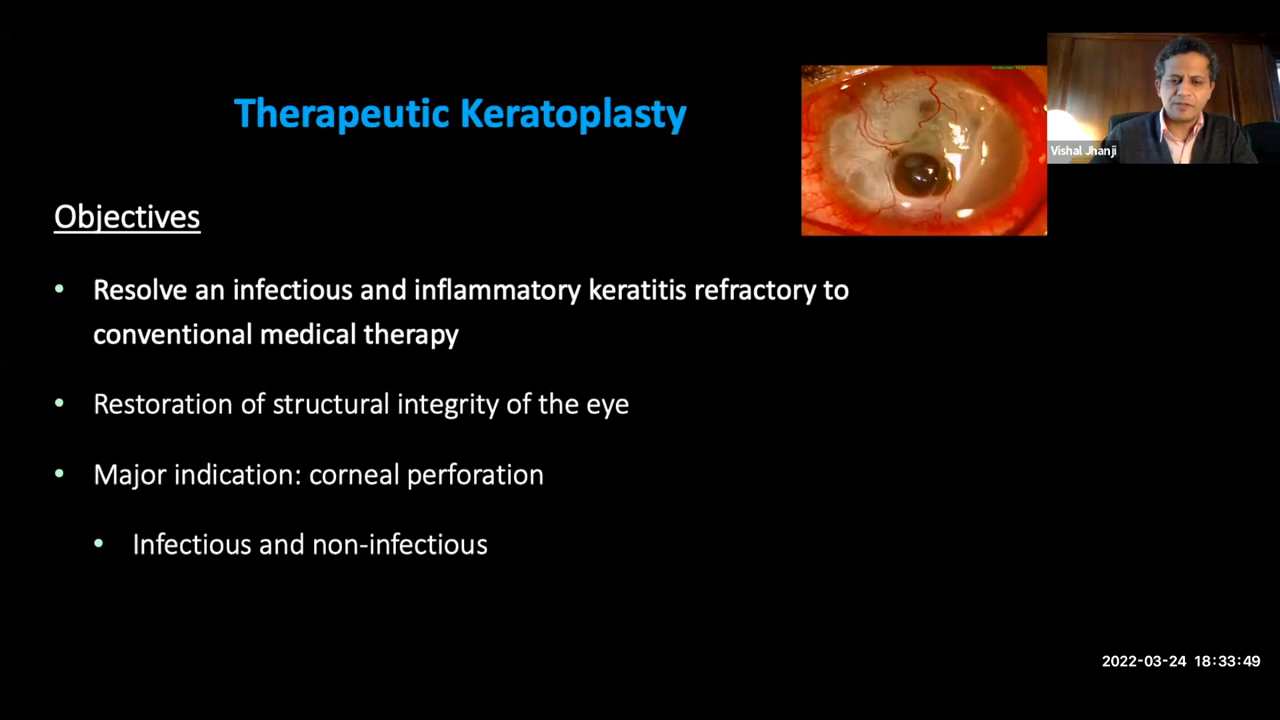 Therapeutic Keratoplasty
Vishal Jhanji
Objectives
• Resolve an infectious and inflammatory keratitis refractory to
conventional medical therapy
• Restoration of structural integrity of the eye
• Major indication: corneal perforation
• Infectious and non-infectious
2022-03-24 18:33:49